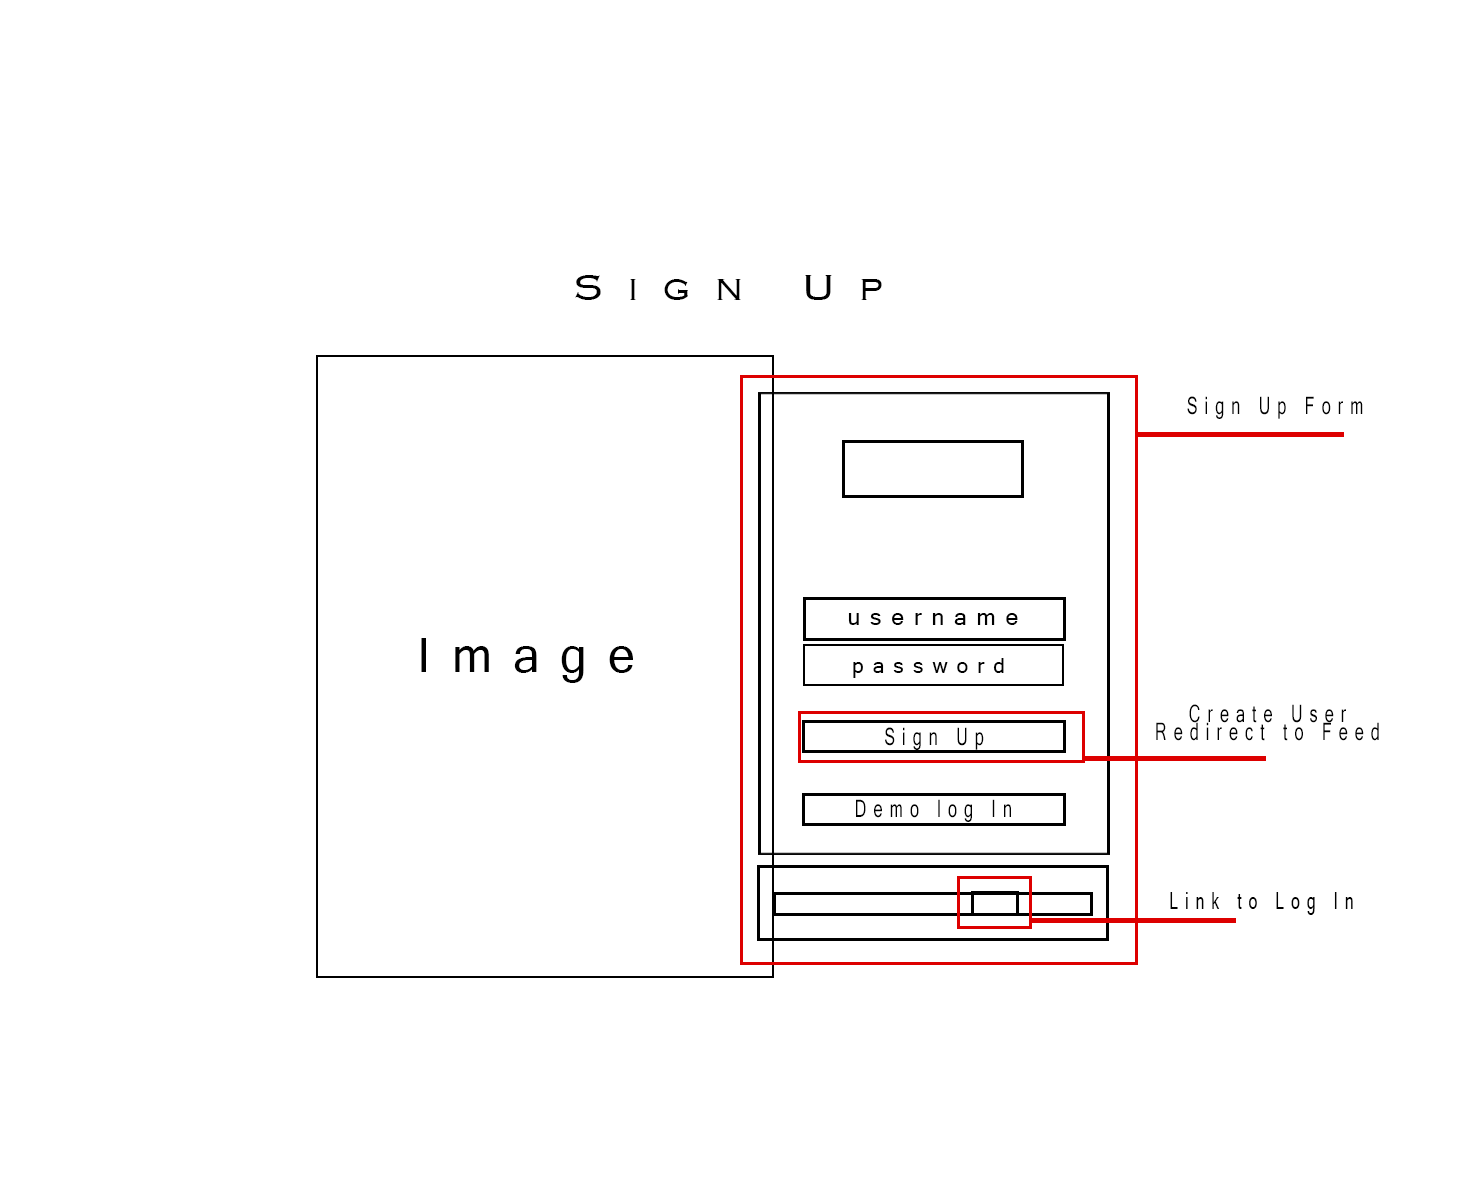 Sign Up
Sign Up Form
Image
username
password
Create User
Redirect to Feed
Sign Up
Demo log In
Link to Log In